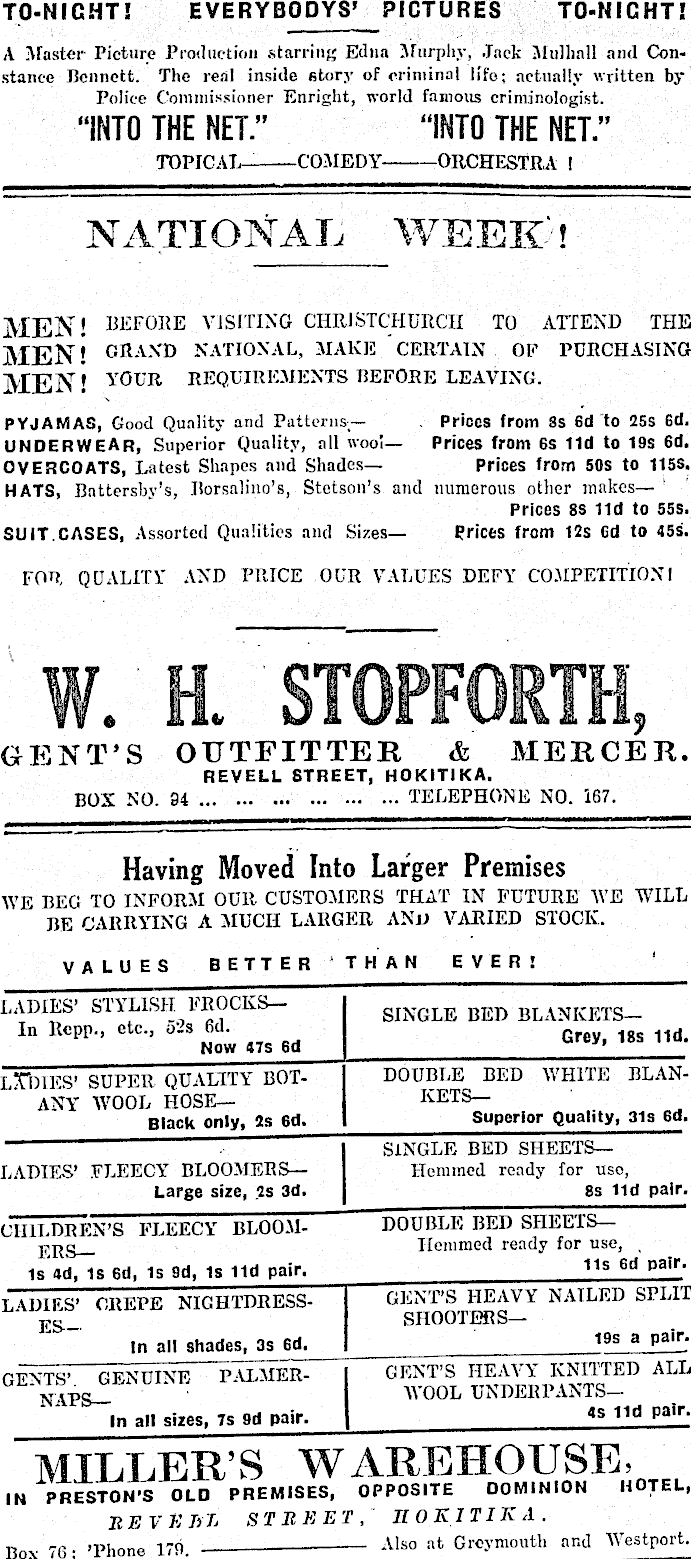 TO-NIGHT! EVERYBODYS' PICTURES TO-NIGHT!
A Master Picture Production starring Edna Murphy, Jack Mulhall and Con-
stance Bennett. The real inside story of criminal life; actually written by
Police Commissioner Enright, world famous criminologist.
"INTO THE NET." "INTO THE NET."
TOPICAL——COMEDY——ORCHESTRA !
NATIONAL WEEK!
MEN! BEFORE VISITING CHRISTCHURCH TO ATTEND THE
MEN! GRAND NATIONAL, MAKE CERTAIN OF PURCHASING
MEN! YOUR REQUIREMENTS BEFORE LEAVING.
PYJAMAS, Good Quality and Patterns— Prices from 8s 6d to 25s 6d.
UNDERWEAR, Superior Quality, all wool— Prices from 6s 11d to 19s 6d.
OVERCOATS, Latest Shapes and Shades— Prices from 50s to 115s.
HATS, Battersby's, Borsalino's, Stetson's and numerous other makes—
Prices 8s 11d to 55s.
SUIT.CASES, Assorted Qualities and Sizes— Prices from 12s 6d to 45s.
FOR QUALITY AND PRICE OUR VALUES DEFY COMPETITION!
W. H. STOPFORTH,
GENT'S OUTFITTER & MERCER.
REVELL STREET, HOKITIKA.
BOX NO. 94 ... ... ... ... ... ... TELEPHONE NO. 167.
Having Moved Into Larger Premises
WE BEG TO INFORM OUR CUSTOMERS THAT IN FUTURE WE WILL
BE CARRYING A MUCH LARGER AND VARIED STOCK.
VALUES BETTER THAN EVER!
LADIES' STYLISH FROCKS—
In Repp., etc., 52s 6d.
Now 47s 6d
LADIES' SUPER QUALITY BOT-
ANY WOOL HOSE—
Black only, 2s 6d.
LADIES' FLEECY BLOOMERS—
Large size, 2s 3d.
CHILDREN'S FLEECY BLOOM-
ERS—
1s 4d, 1s 6d, 1s 9d, 1s 11d pair.
LADIES' CREPE NIGHTDRESS-
ES—
In all shades, 3s 6d.
GENTS'. GENUINE PALMER-
NAPS—
In all sizes, 7s 9d pair.
SINGLE BED BLANKETS—
Grey, 18s 11d.
DOUBLE BED WHITE BLAN-
KETS—
Superior Quality, 31s 6d.
SINGLE BED SHEETS—
Hemmed ready for use,
8s 11d pair.
DOUBLE BED SHEETS—
Hemmed ready for use,
11s 6d pair.
GENT'S HEAVY NAILED SPLIT
SHOOTERS—
19s a pair.
GENT'S HEAVY KNITTED ALL
WOOL UNDERPANTS—
4s 11d pair.
MILLER'S WAREHOUSE,
IN PRESTON'S OLD PREMISES, OPPOSITE DOMINION HOTEL,
REVELL STREET, HOKITIKA.
Box 76; 'Phone 179. ———— Also at Greymouth and Westport.